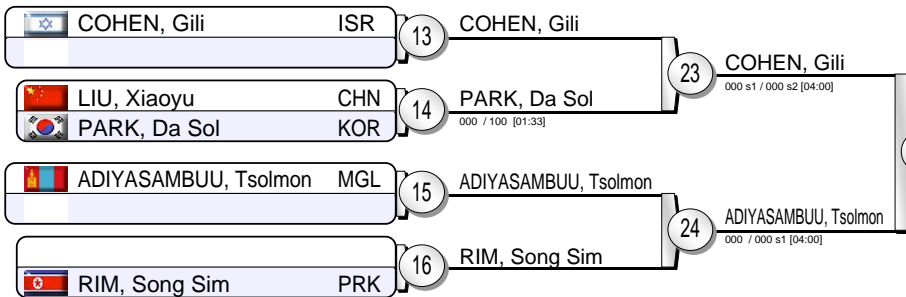 COHEN, Gili ISR
13
COHEN, Gili
LIU, Xiaoyu CHN
PARK, Da Sol KOR
14
PARK, Da Sol
000 / 100 [01:33]
23
COHEN, Gili
000 s1 / 000 s2 [04:00]
ADIYASAMBUU, Tsolmon MGL
15
ADIYASAMBUU, Tsolmon
RIM, Song Sim PRK
16
RIM, Song Sim
24
ADIYASAMBUU, Tsolmon
000 / 000 s1 [04:00]